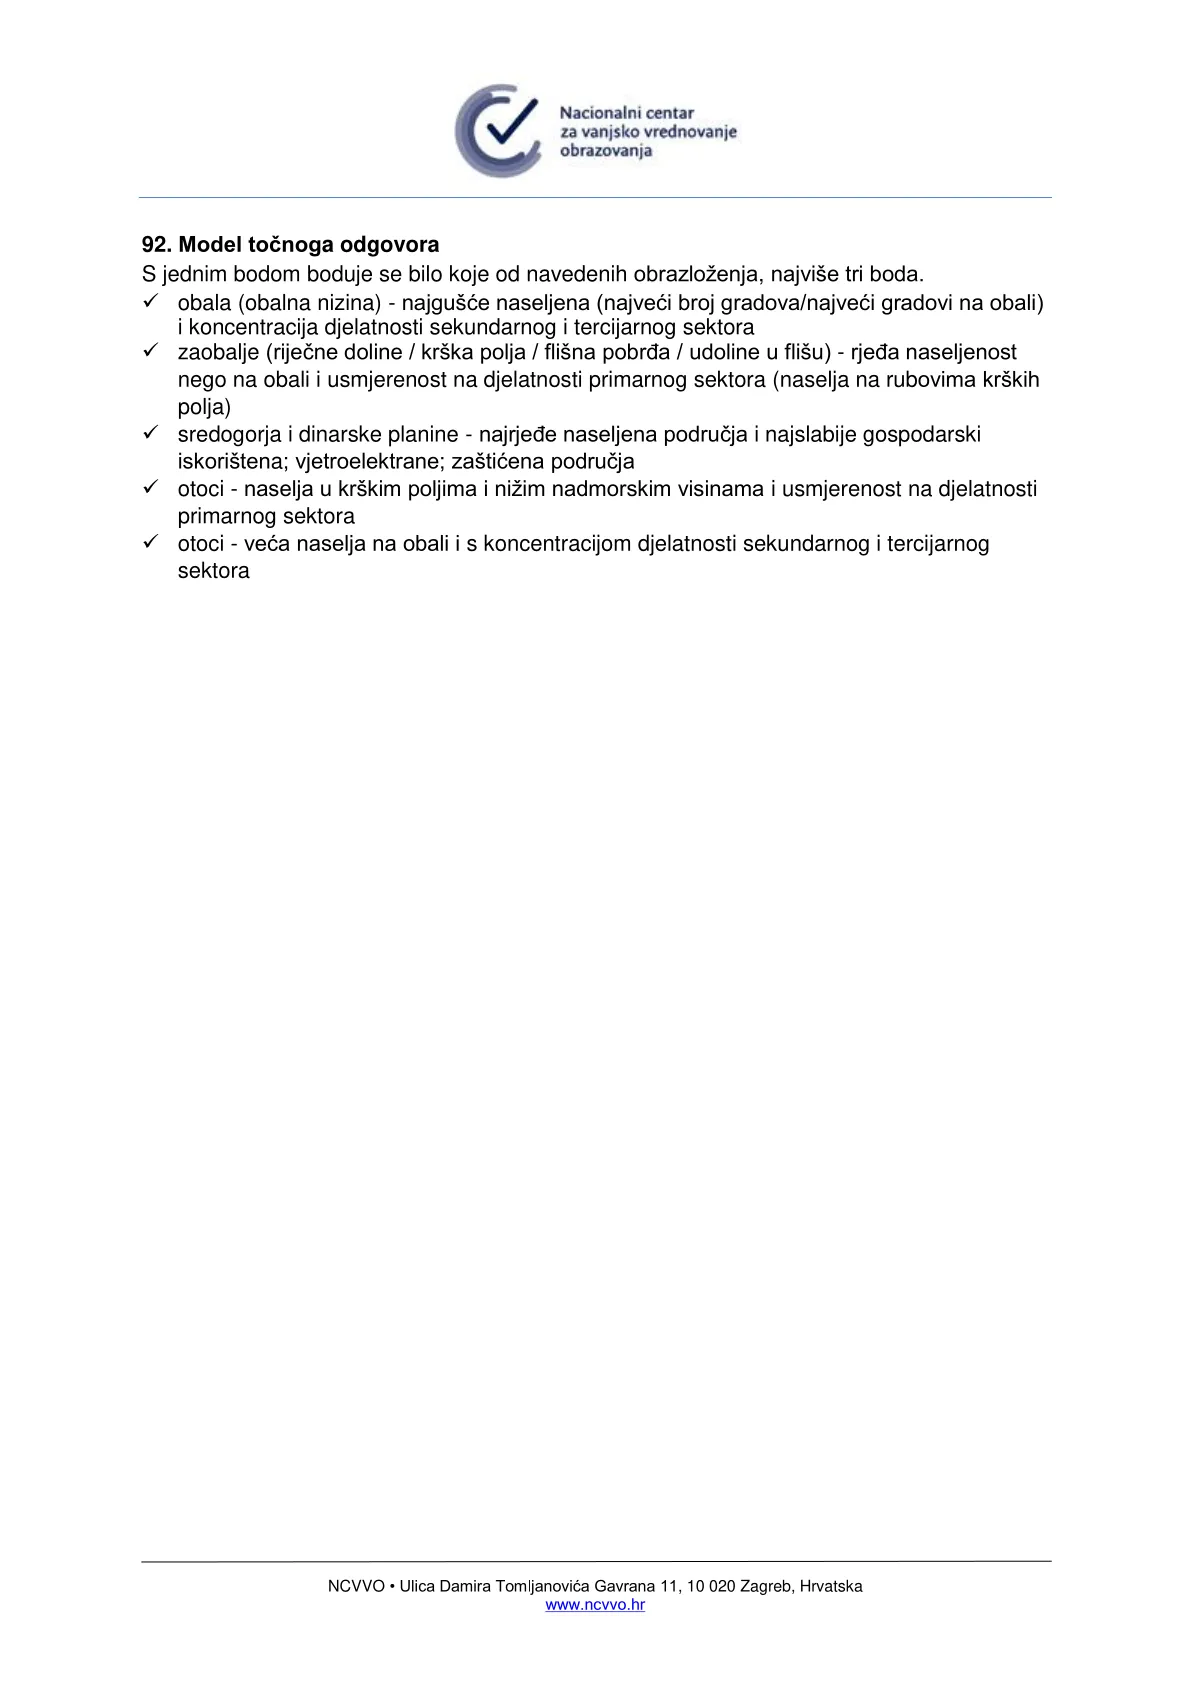 Nacionalni centar
za vanjsko vrednovanje
obrazovanja
92. Model točnoga odgovora
S jednim bodom boduje se bilo koje od navedenih obrazloženja, najviše tri boda.
✓ obala (obalna nizina) - najgušće naseljena (najveći broj gradova/najveći gradovi na obali)
i koncentracija djelatnosti sekundarnog i tercijarnog sektora
✓ zaobalje (riječne doline / krška polja / flišna pobrđa / udoline u flišu) - rjeđa naseljenost
nego na obali i usmjerenost na djelatnosti primarnog sektora (naselja na rubovima krških
polja)
✓ sredogorja i dinarske planine - najrjeđe naseljena područja i najslabije gospodarski
iskorištena; vjetroelektrane; zaštićena područja
✓ otoci - naselja u krškim poljima i nižim nadmorskim visinama i usmjerenost na djelatnosti
primarnog sektora
✓ otoci - veća naselja na obali i s koncentracijom djelatnosti sekundarnog i tercijarnog
sektora
NCVVO • Ulica Damira Tomljanovića Gavrana 11, 10 020 Zagreb, Hrvatska
www.ncvvo.hr